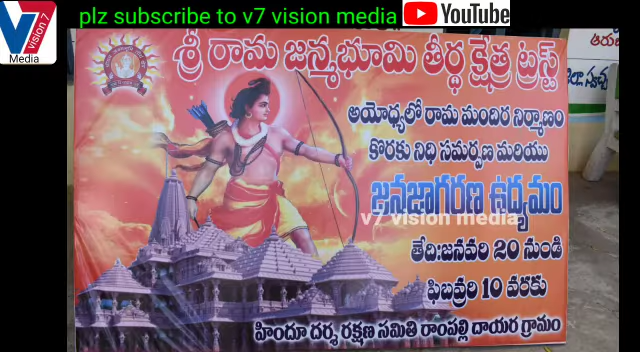 plz subscribe to v7 vision media YouTube
V7
vision 7
Media
శ్రీ రామ జన్మభూమి తీర్థ క్షేత్ర ట్రస్ట్
అయోధ్యలో రామ మందిర నిర్మాణం
కొరకు నిధి సమర్పణ మరియు
జనజాగరణ ఉద్యమం
v7 vision media
తేది:జనవరి 20 నుండి
ఫిబ్రవరి 10 వరకు
హిందూ ధర్మ రక్షణ సమితి రాంపల్లి దాయర గ్రామం